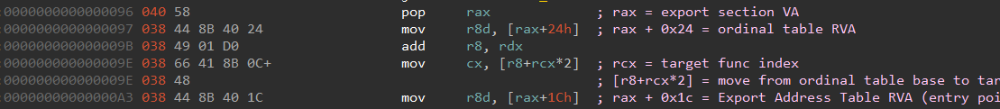 :0000000000000096 040 58 pop rax ; rax = export section VA
:0000000000000097 038 44 8B 40 24 mov r8d, [rax+24h] ; rax + 0x24 = ordinal table RVA
:000000000000009B 038 49 01 D0 add r8, rdx
:000000000000009E 038 66 41 8B 0C+ mov cx, [r8+rcx*2] ; rcx = target func index
:000000000000009E 038 48 ; [r8+rcx*2] = move from ordinal table base to tar
:00000000000000A3 038 44 8B 40 1C mov r8d, [rax+1Ch] ; rax + 0x1c = Export Address Table RVA (entry poi